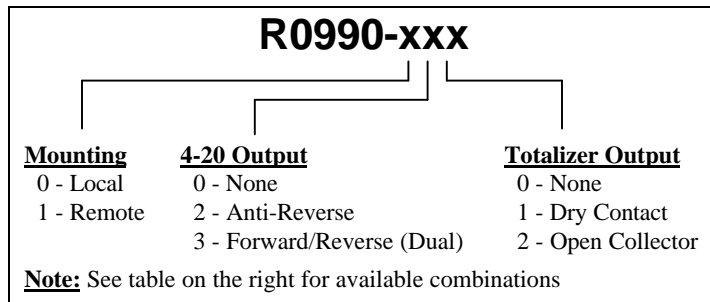 R0990-xxx
Mounting 4-20 Output Totalizer Output
0 - Local 0 - None 0 - None
1 - Remote 2 - Anti-Reverse 1 - Dry Contact
3 - Forward/Reverse (Dual) 2 - Open Collector
Note: See table on the right for available combinations